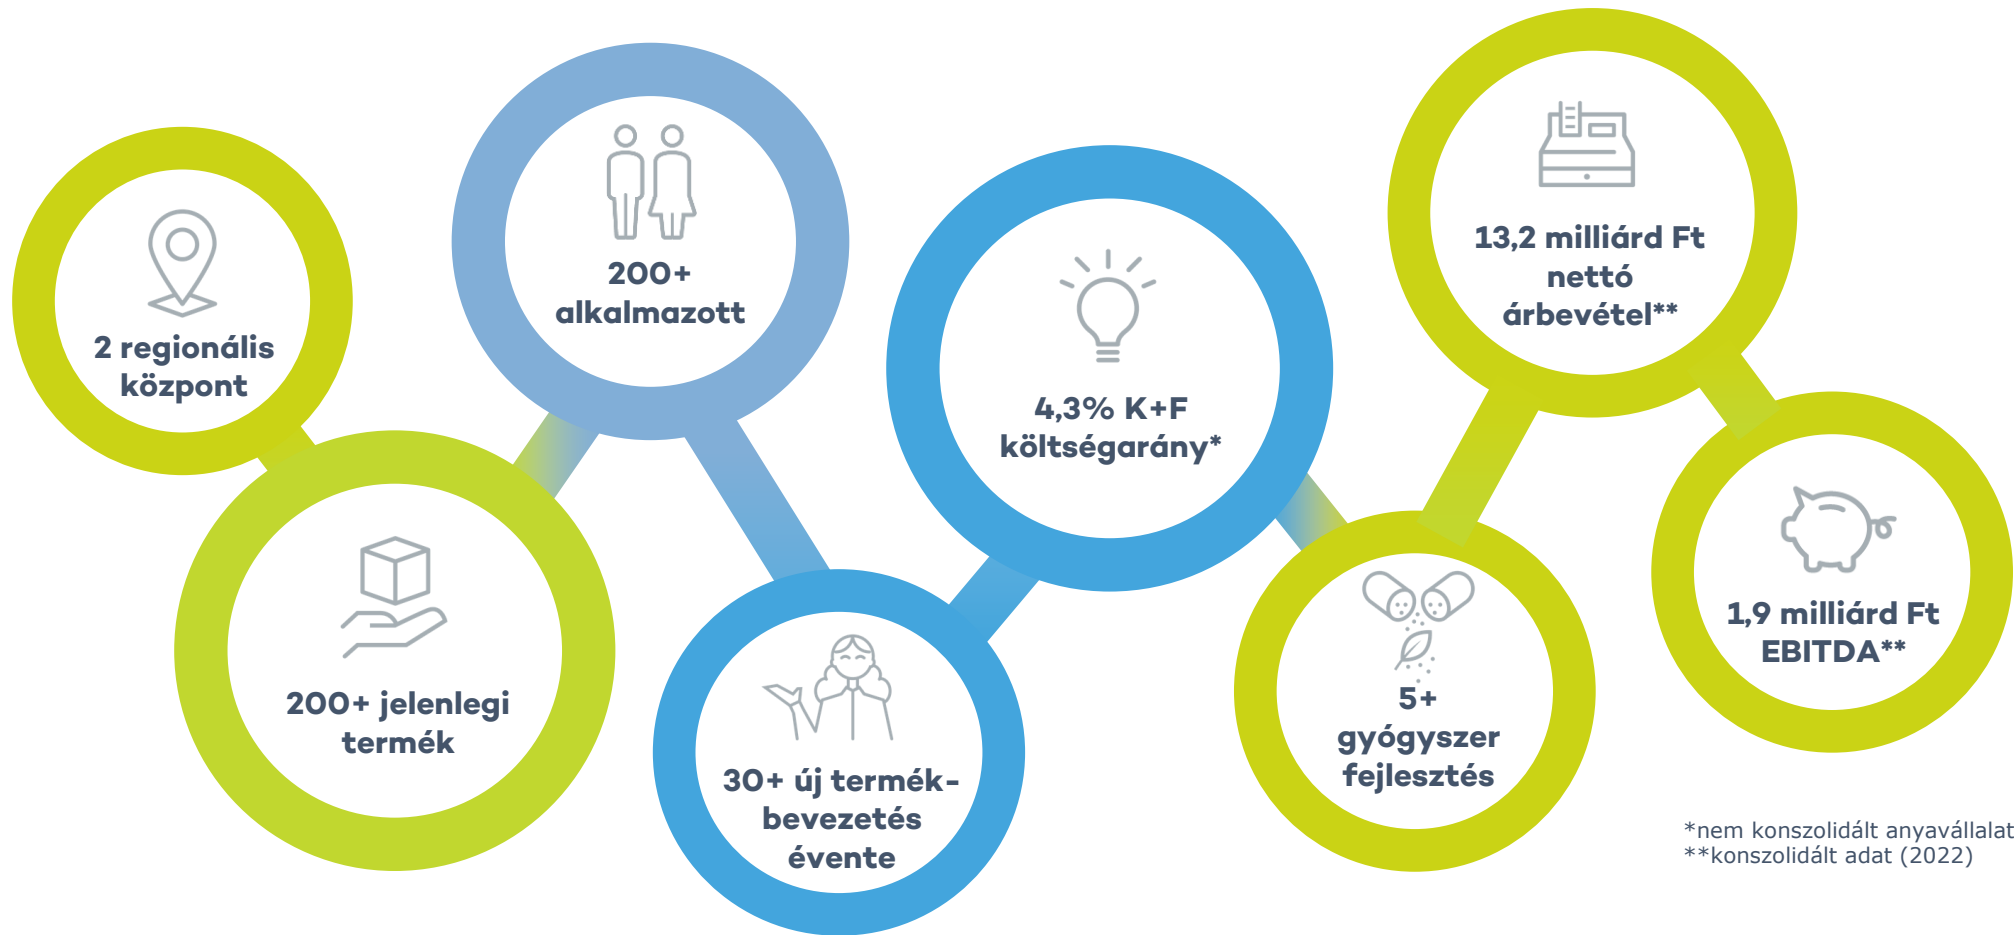 2 regionális
központ
200+ jelenlegi
termék
200+
alkalmazott
30+ új termék-
bevezetés
évente
4,3% K+F
költségarány*
5+
gyógyszer
fejlesztés
13,2 milliárd Ft
nettó
árbevétel**
1,9 milliárd Ft
EBITDA**
*nem konszolidált anyavállalat
**konszolidált adat (2022)